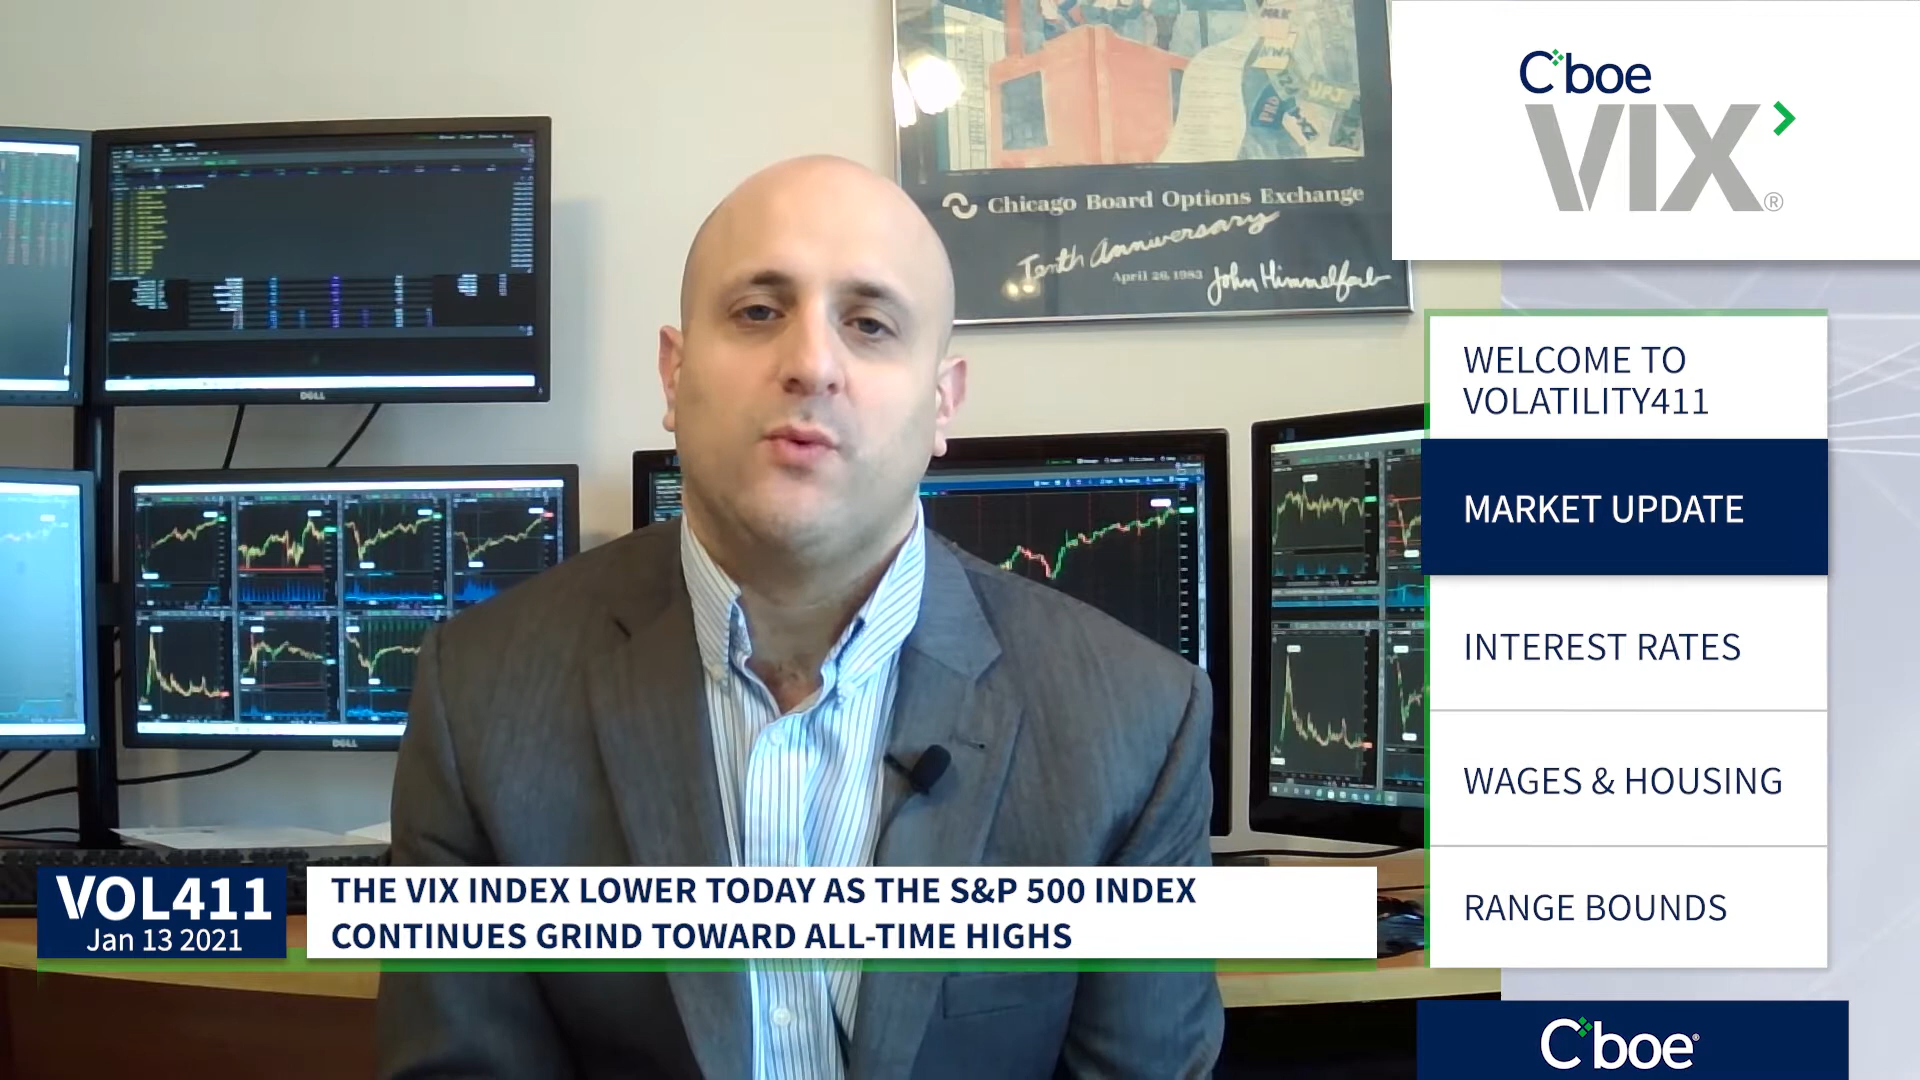 Cboe
VIX®
Chicago Board Options Exchange
Tenth Anniversary
April 26, 1983
John Himmelfarb
WELCOME TO
VOLATILITY411
MARKET UPDATE
INTEREST RATES
WAGES & HOUSING
RANGE BOUNDS
DELL
DELL
VOL411
Jan 13 2021
THE VIX INDEX LOWER TODAY AS THE S&P 500 INDEX
CONTINUES GRIND TOWARD ALL-TIME HIGHS
Cboe®